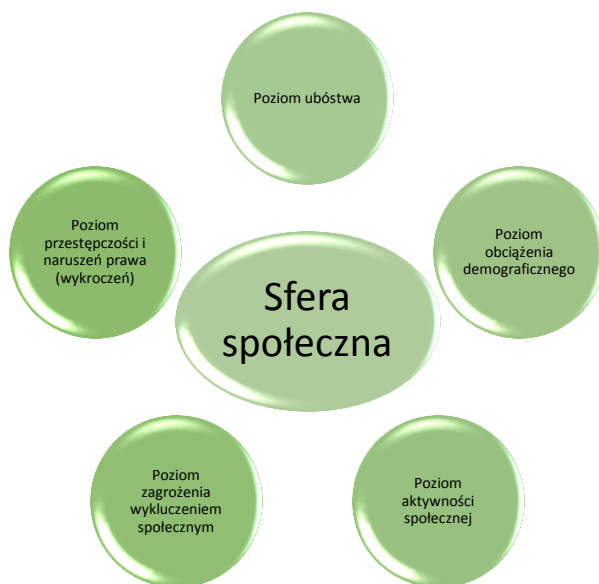 Poziom ubóstwa
Poziom
przestępczości i
naruszeń prawa
(wykroczeń)
Poziom
obciążenia
demograficznego
Sfera
społeczna
Poziom
zagrożenia
wykluczeniem
społecznym
Poziom
aktywności
społecznej